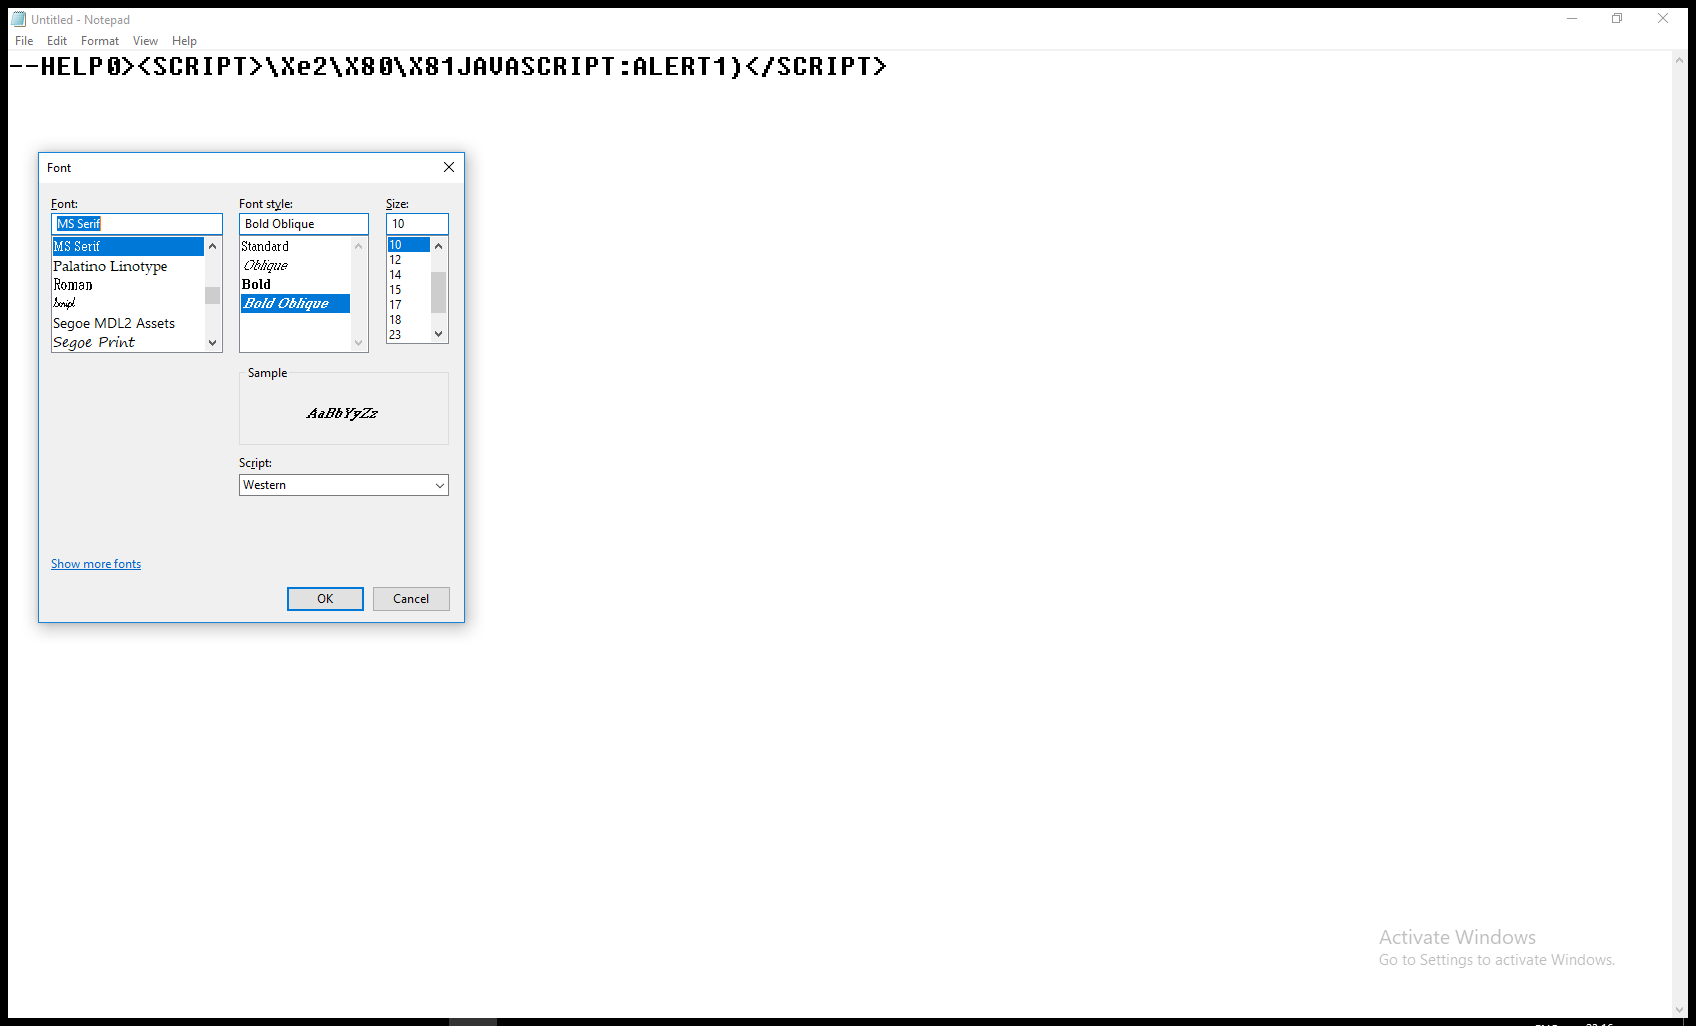 Untitled - Notepad
File Edit Format View Help
--HELP0><SCRIPT>\Xe2\X80\X81JAVASCRIPT:ALERT1)</SCRIPT>
Font
Font: Font style: Size:
MS Serif Bold Oblique 10
MS Serif Standard 10
Palatino Linotype Oblique 12
Roman Bold 14
Script Bold Oblique 15
Segoe MDL2 Assets 17
Segoe Print 18
23
Sample
AaBbYyZz
Script:
Western
Show more fonts
OK Cancel
Activate Windows
Go to Settings to activate Windows.